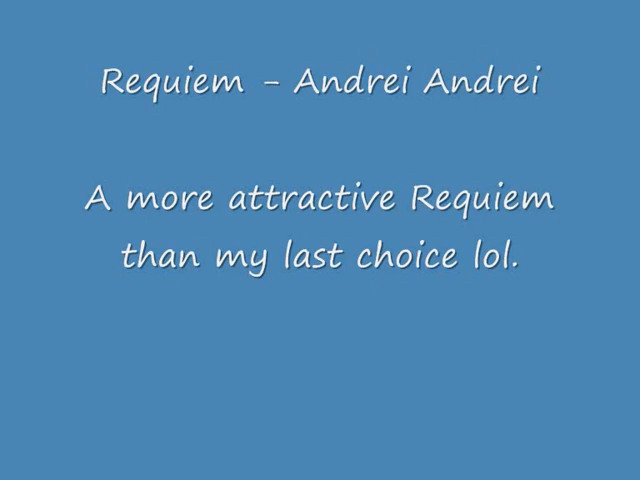 Requiem - Andrei Andrei
A more attractive Requiem
than my last choice lol.